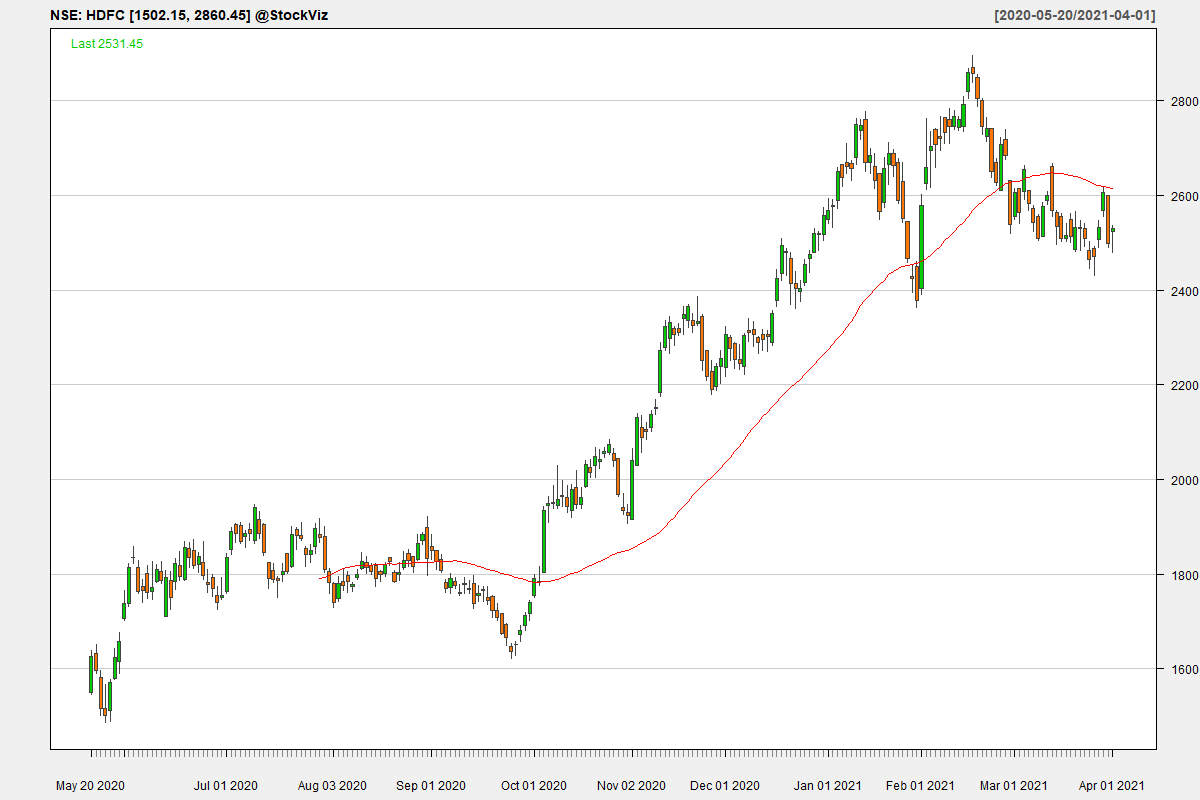 NSE: HDFC [1502.15, 2860.45] @StockViz [2020-05-20/2021-04-01]
Last 2531.45
2800
2600
2400
2200
2000
1800
1600
May 20 2020 Jul 01 2020 Aug 03 2020 Sep 01 2020 Oct 01 2020 Nov 02 2020 Dec 01 2020 Jan 01 2021 Feb 01 2021 Mar 01 2021 Apr 01 2021